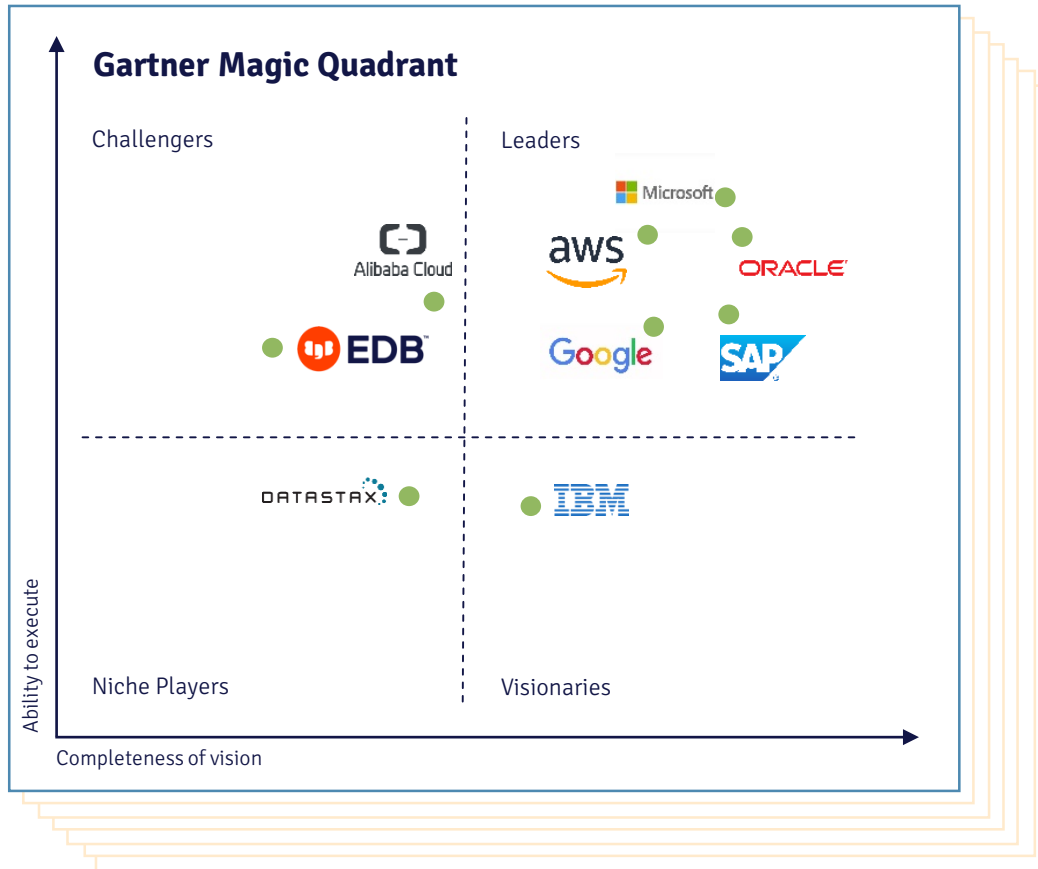 Gartner Magic Quadrant
Challengers
Leaders
Microsoft
Alibaba Cloud
aws
ORACLE
EDB™
Google
SAP
DATASTAX
IBM
Ability to execute
Niche Players
Visionaries
Completeness of vision